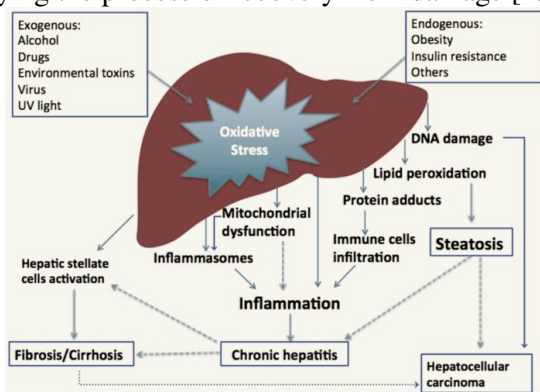 Exogenous:
Alcohol
Drugs
Environmental toxins
Virus
UV light
Endogenous:
Obesity
Insulin resistance
Others
Oxidative
Stress
DNA damage
Lipid peroxidation
Protein adducts
Mitochondrial
dysfunction
Immune cells
infiltration
Steatosis
Inflammasomes
Hepatic stellate
cells activation
Inflammation
Fibrosis/Cirrhosis
Chronic hepatitis
Hepatocellular
carcinoma